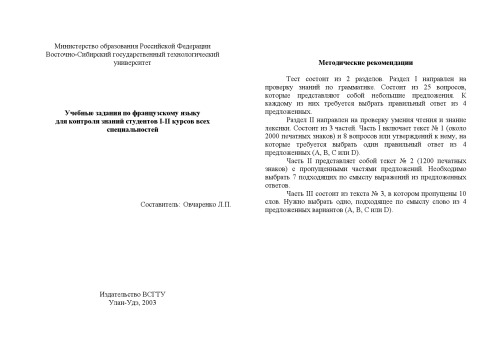 Министерство образования Российской Федерации
Восточно-Сибирский государственный технологический
университет
Учебные задания по французскому языку
для контроля знаний студентов I-II курсов всех
специальностей
Составитель: Овчаренко Л.П.
Издательство ВСГТУ
Улан-Удэ, 2003
Методические рекомендации
Тест состоит из 2 разделов. Раздел I направлен на
проверку знаний по грамматике. Состоит из 25 вопросов,
которые представляют собой небольшие предложения. К
каждому из них требуется выбрать правильный ответ из 4
предложенных.
Раздел II направлен на проверку умения чтения и знание
лексики. Состоит из 3 частей. Часть I включает текст № 1 (около
2000 печатных знаков) и 8 вопросов или утверждений к нему, на
которые требуется выбрать один правильный ответ из 4
предложенных (A, B, C или D).
Часть II представляет собой текст № 2 (1200 печатных
знаков) с пропущенными частями предложений. Необходимо
выбрать 7 подходящих по смыслу выражений из предложенных
ответов.
Часть III состоит из текста № 3, в котором пропущены 10
слов. Нужно выбрать одно, подходящее по смыслу слово из 4
предложенных вариантов (A, B, C или D).